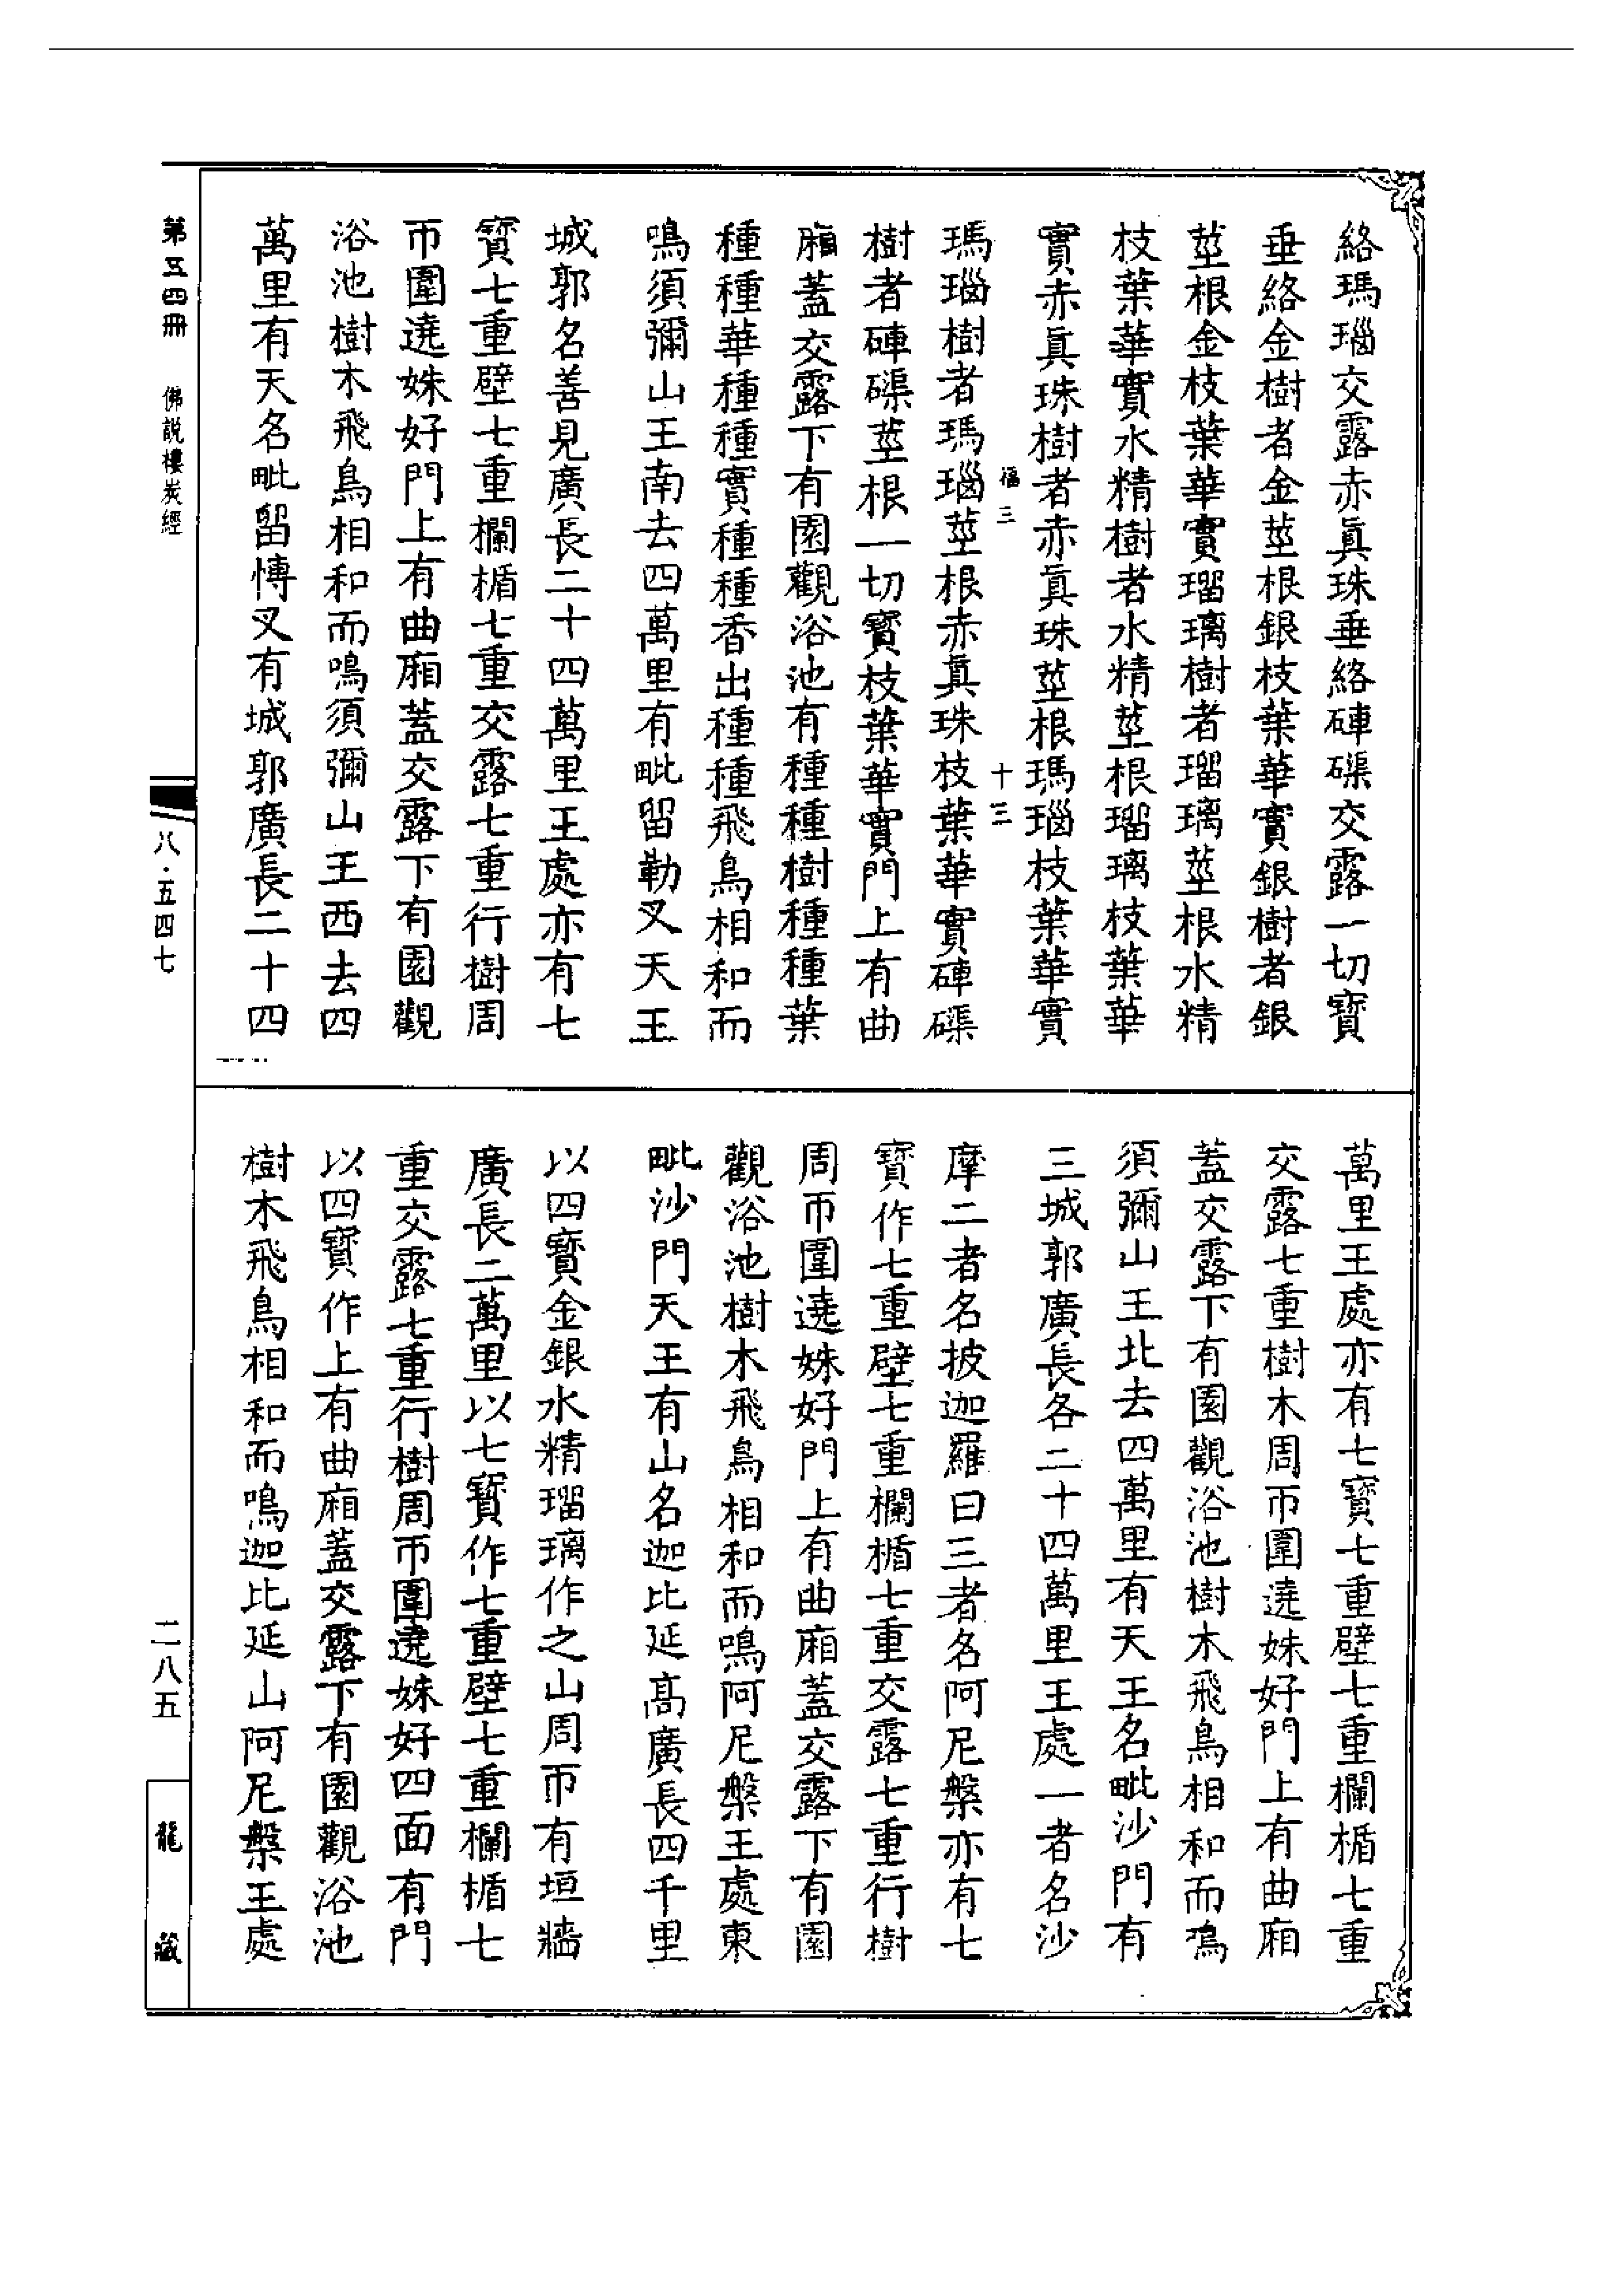 絡瑪瑙交露赤真珠垂絡硨磲交露一切寶
垂絡金樹者金莖根銀枝葉華實銀樹者銀
莖根金枝葉華實瑠璃樹者瑠璃莖根水精
枝葉華實水精樹者水精莖根瑠璃枝葉華
實赤真珠樹者赤真珠莖根瑪瑙枝葉華實
福三 十三
瑪瑙樹者瑪瑙莖根赤真珠枝葉華實硨磲
樹者硨磲莖根一切寶枝葉華實門上有曲
廂蓋交露下有園觀浴池有種種樹種種葉
種種華種種實種種香出種種飛鳥相和而
鳴須彌山王南去四萬里有毗留勒叉天王
城郭名善見廣長二十四萬里王處亦有七
寶七重壁七重欄楯七重交露七重行樹周
帀圍遶姝好門上有曲廂蓋交露下有園觀
浴池樹木飛鳥相和而鳴須彌山王西去四
萬里有天名毗留博叉有城郭廣長二十四
萬里王處亦有七寶七重壁七重欄楯七重
交露七重樹木周帀圍遶姝好門上有曲廂
蓋交露下有園觀浴池樹木飛鳥相和而鳴
須彌山王北去四萬里有天王名毗沙門有
三城郭廣長各二十四萬里王處一者名沙
摩二者名披迦羅曰三者名阿尼槃亦有七
寶作七重壁七重欄楯七重交露七重行樹
周帀圍遶姝好門上有曲廂蓋交露下有園
觀浴池樹木飛鳥相和而鳴阿尼槃王處東
毗沙門天王有山名迦比延高廣長四千里
以四寶金銀水精瑠璃作之山周帀有垣牆
廣長二萬里以七寶作七重壁七重欄楯七
重交露七重行樹周帀圍遶姝好四面有門
以四寶作上有曲廂蓋交露下有園觀浴池
樹木飛鳥相和而鳴迦比延山阿尼槃王處
第五四冊 佛說樓炭經
八·五四七
二八五
龍藏